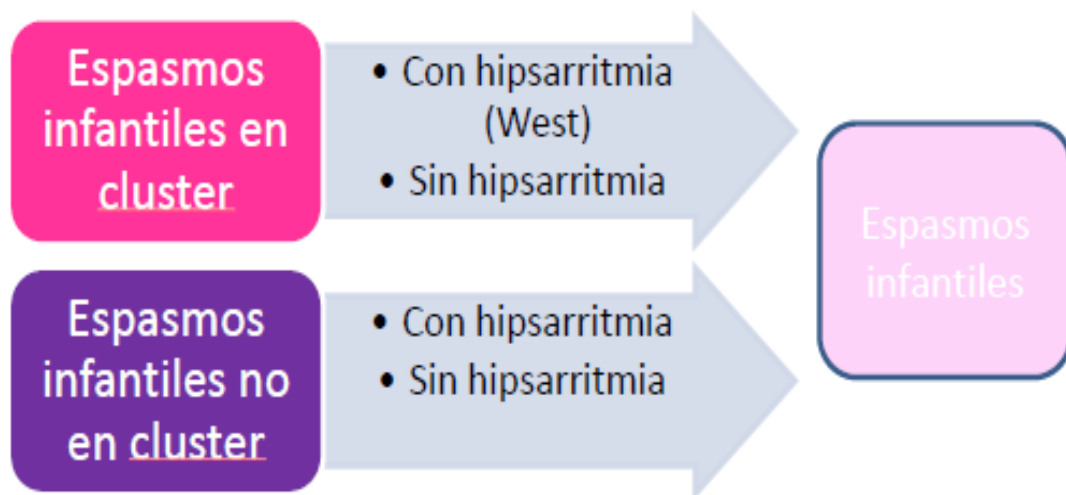 Espasmos
infantiles en
cluster
• Con hipsarritmia
(West)
• Sin hipsarritmia
Espasmos
infantiles no
en cluster
• Con hipsarritmia
• Sin hipsarritmia
Espasmos
infantiles